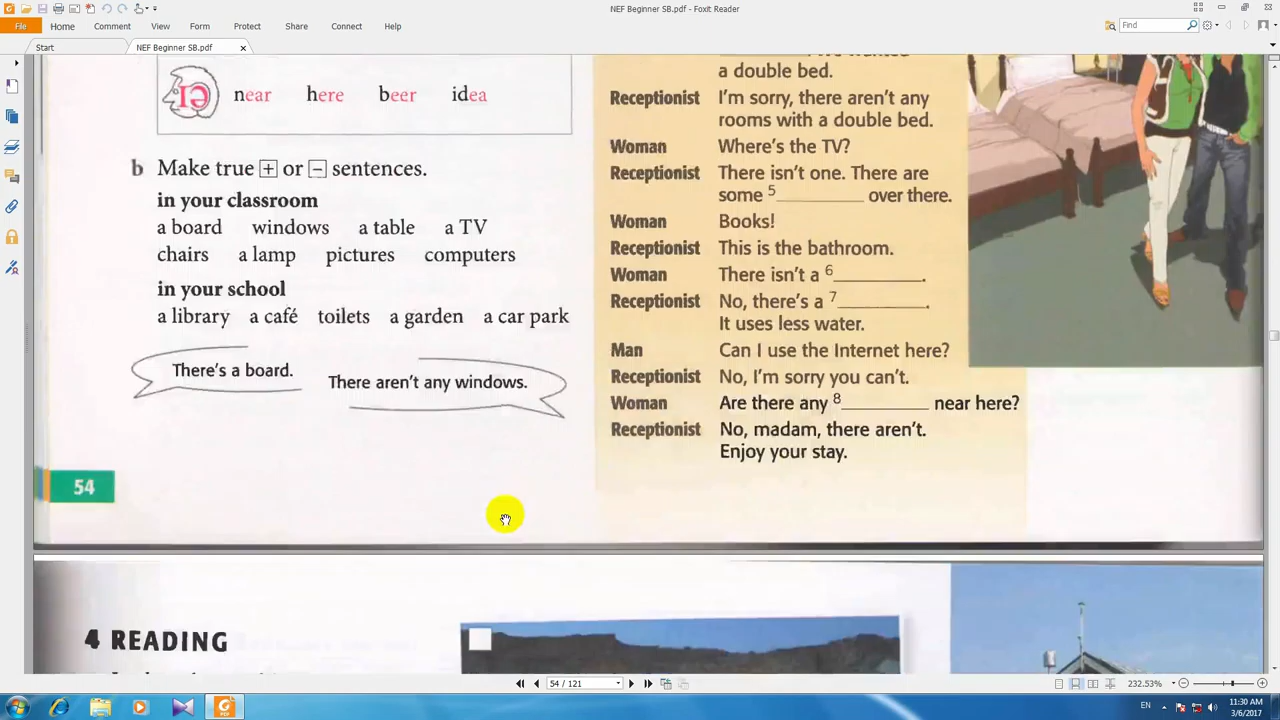 NEF Beginner SB.pdf - Foxit Reader
File Home Comment View Form Protect Share Connect Help
Find
Start NEF Beginner SB.pdf
ɪə near here beer idea
b Make true + or − sentences.
in your classroom
a board windows a table a TV
chairs a lamp pictures computers
in your school
a library a café toilets a garden a car park
There's a board.
There aren't any windows.
54
a double bed.
Receptionist I'm sorry, there aren't any
rooms with a double bed.
Woman Where's the TV?
Receptionist There isn't one. There are
some 5__________ over there.
Woman Books!
Receptionist This is the bathroom.
Woman There isn't a 6__________.
Receptionist No, there's a 7__________.
It uses less water.
Man Can I use the Internet here?
Receptionist No, I'm sorry you can't.
Woman Are there any 8__________ near here?
Receptionist No, madam, there aren't.
Enjoy your stay.
4 READING
54 / 121
232.53%
EN
11:30 AM
3/6/2017